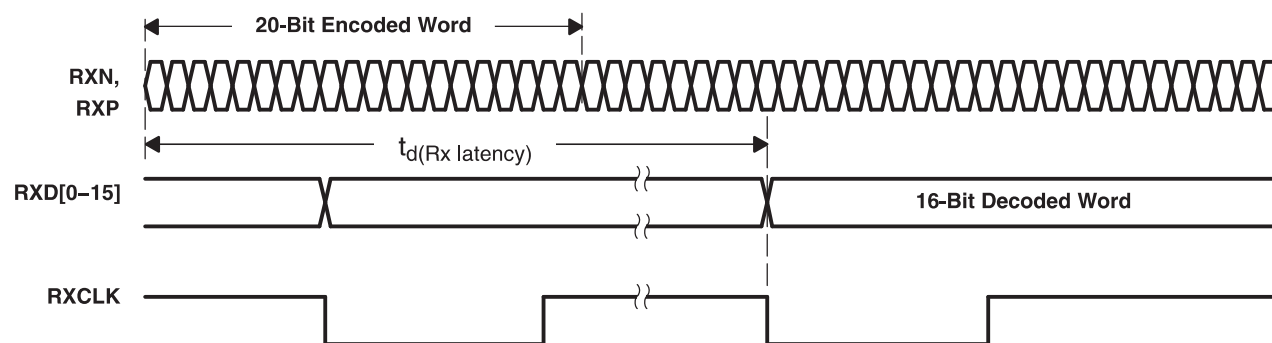 20-Bit Encoded Word
RXN,
RXP
td(Rx latency)
RXD[0–15]
16-Bit Decoded Word
RXCLK